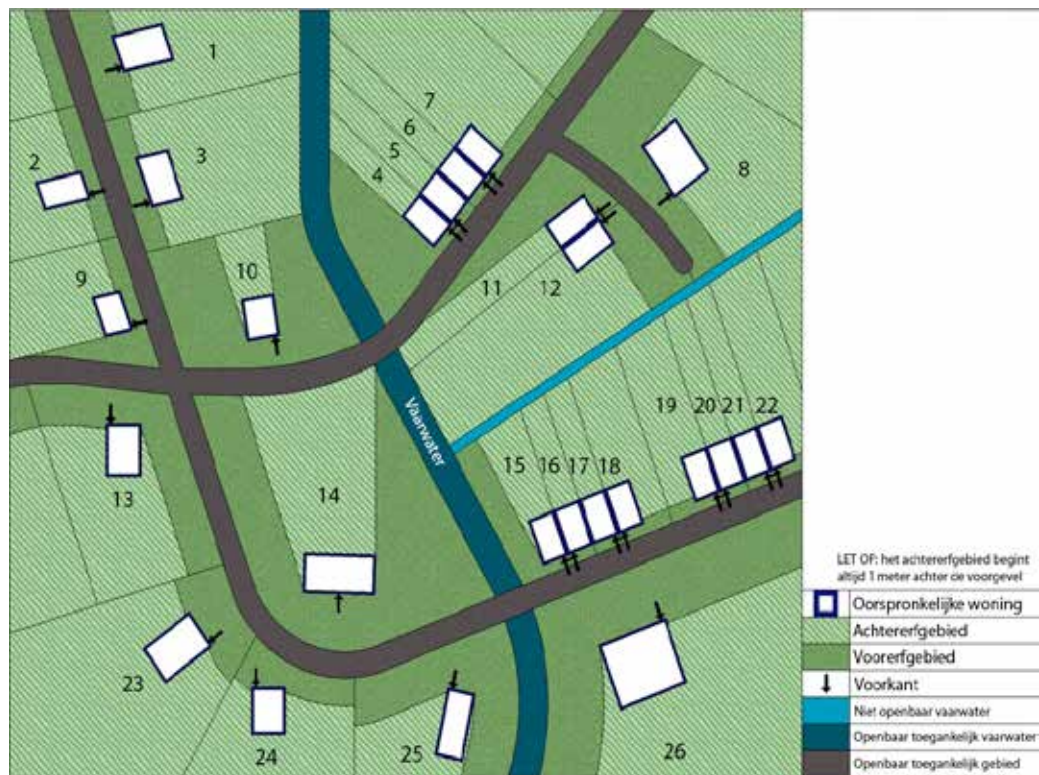 1
7
6
2
3
5
8
4
9
10
11
12
Vaarwater
19
20
21
22
15
16
17
18
13
14
23
24
25
26
LET OP: het achtererfgebied begint
altijd 1 meter achter de voorgevel
Oorspronkelijke woning
Achtererfgebied
Voorerfgebied
Voorkant
Niet openbaar vaarwater
Openbaar toegankelijk vaarwater
Openbaar toegankelijk gebied